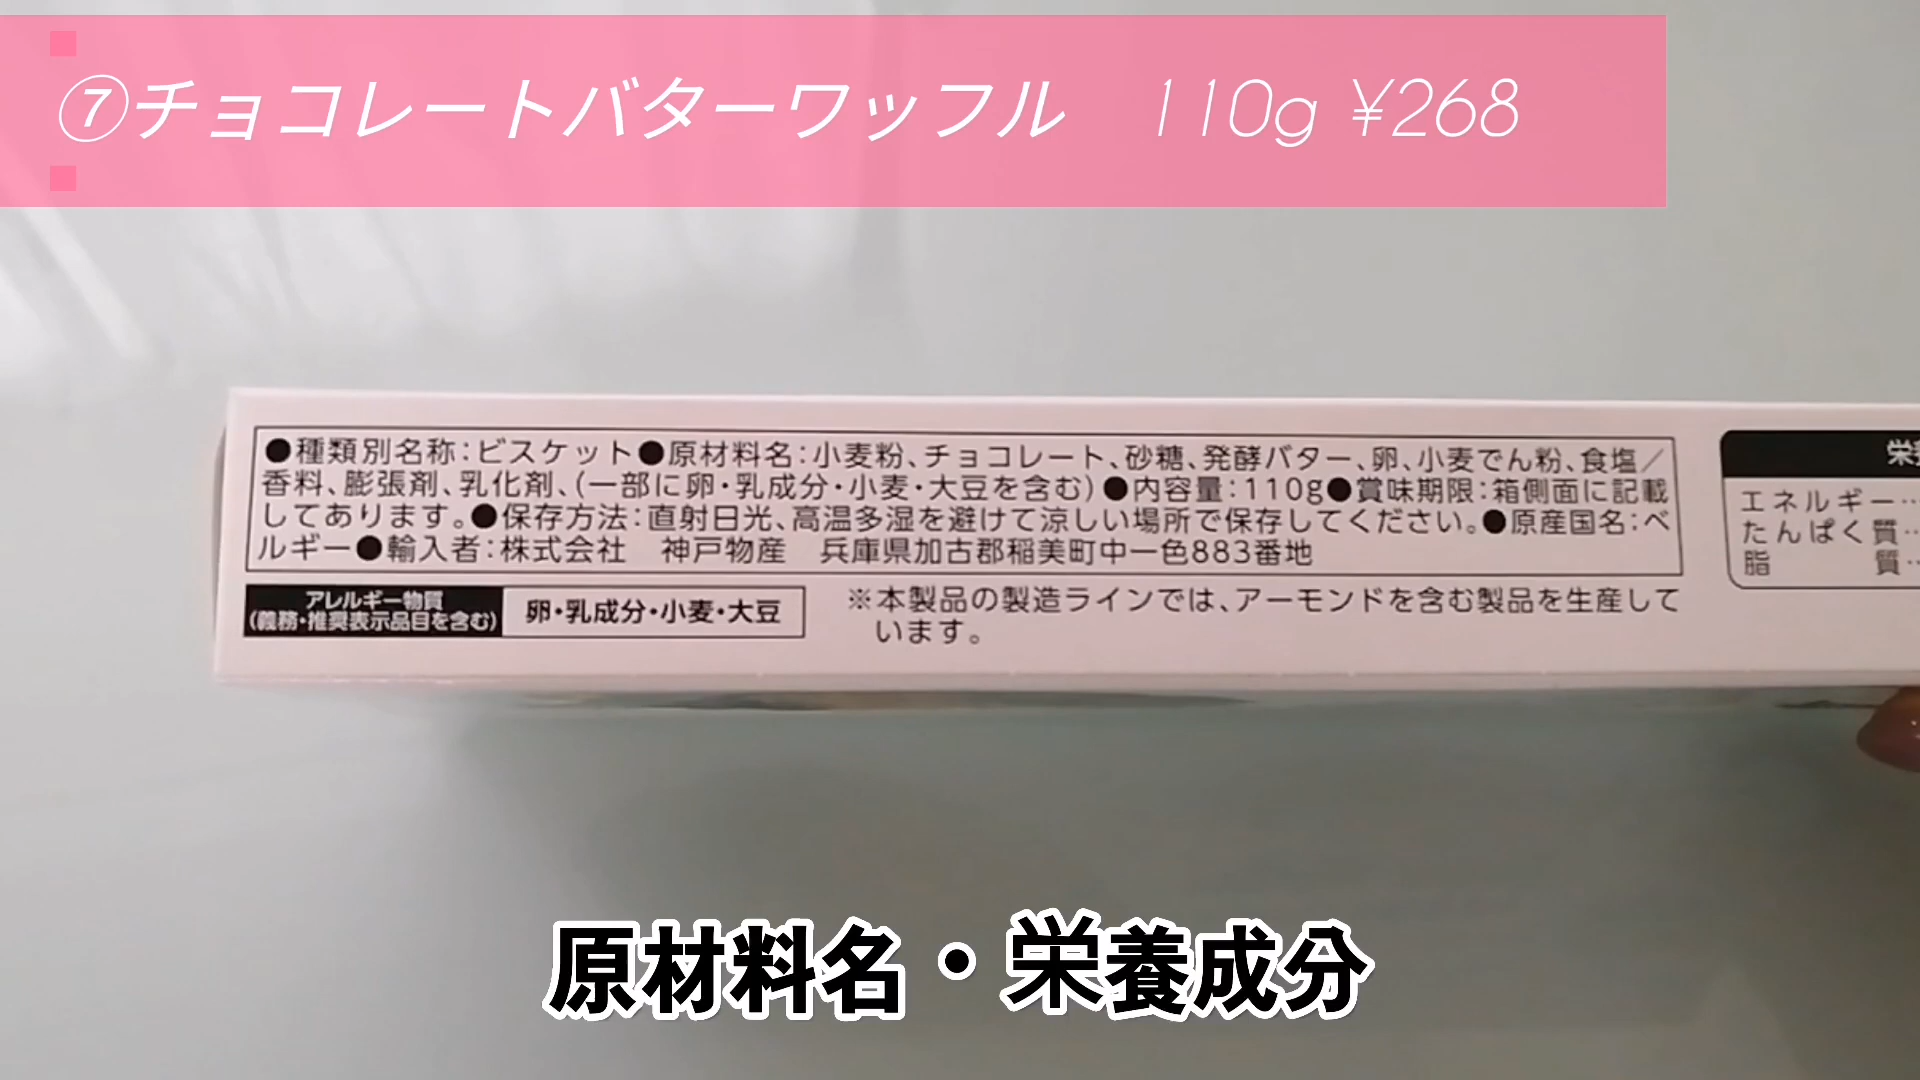 ⑦チョコレートバターワッフル 110g ¥268
●種類別名称:ビスケット●原材料名:小麦粉、チョコレート、砂糖、発酵バター、卵、小麦でん粉、食塩/
香料、膨張剤、乳化剤、(一部に卵・乳成分・小麦・大豆を含む)●内容量:110g●賞味期限:箱側面に記載
してあります。●保存方法:直射日光、高温多湿を避けて涼しい場所で保存してください。●原産国名:ベ
ルギー●輸入者:株式会社 神戸物産 兵庫県加古郡稲美町中一色883番地
アレルギー物質
(義務・推奨表示品目を含む)
卵・乳成分・小麦・大豆
※本製品の製造ラインでは、アーモンドを含む製品を生産して
います。
栄
エネルギー…
たんぱく質…
脂質…
原材料名・栄養成分